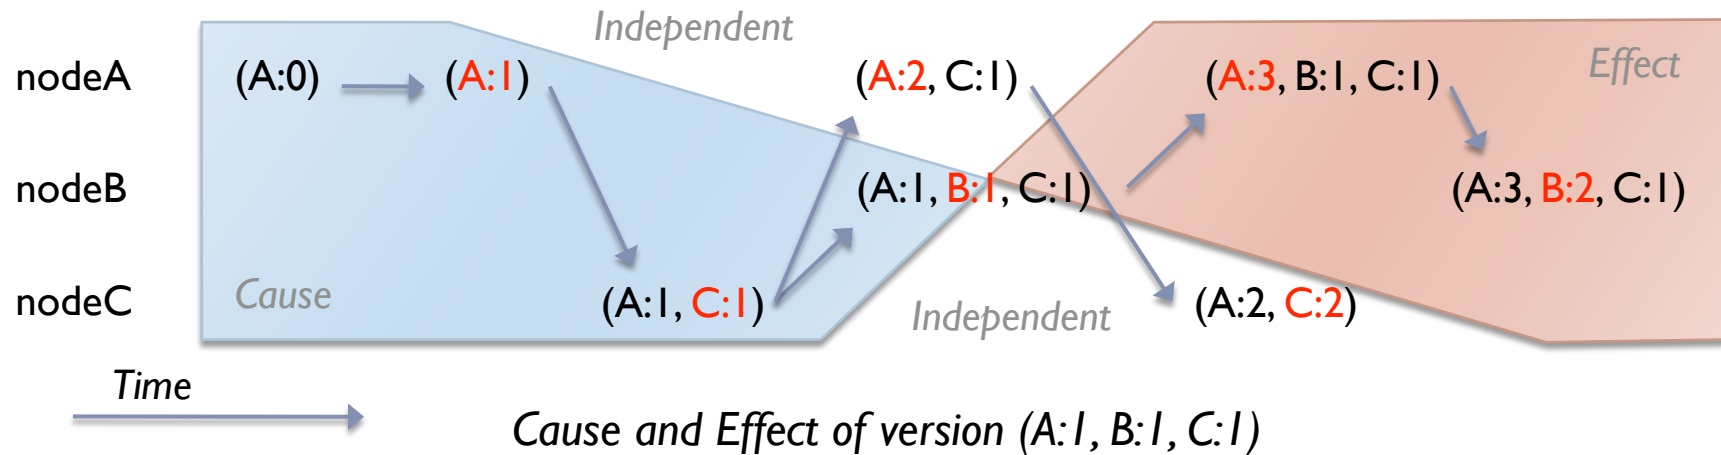 Independent
nodeA (A:0) (A:1) (A:2, C:1) (A:3, B:1, C:1) Effect
nodeB (A:1, B:1, C:1) (A:3, B:2, C:1)
nodeC Cause (A:1, C:1) Independent (A:2, C:2)
Time
Cause and Effect of version (A:1, B:1, C:1)